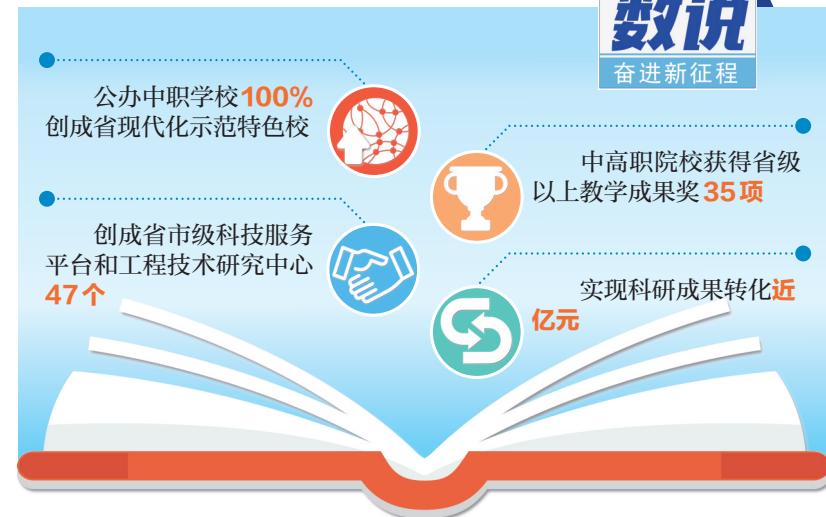 数说
奋进新征程
公办中职学校100%
创成省现代化示范特色校
中高职院校获得省级
以上教学成果奖35项
创成省市级科技服务
平台和工程技术研究中心
47个
实现科研成果转化近
亿元